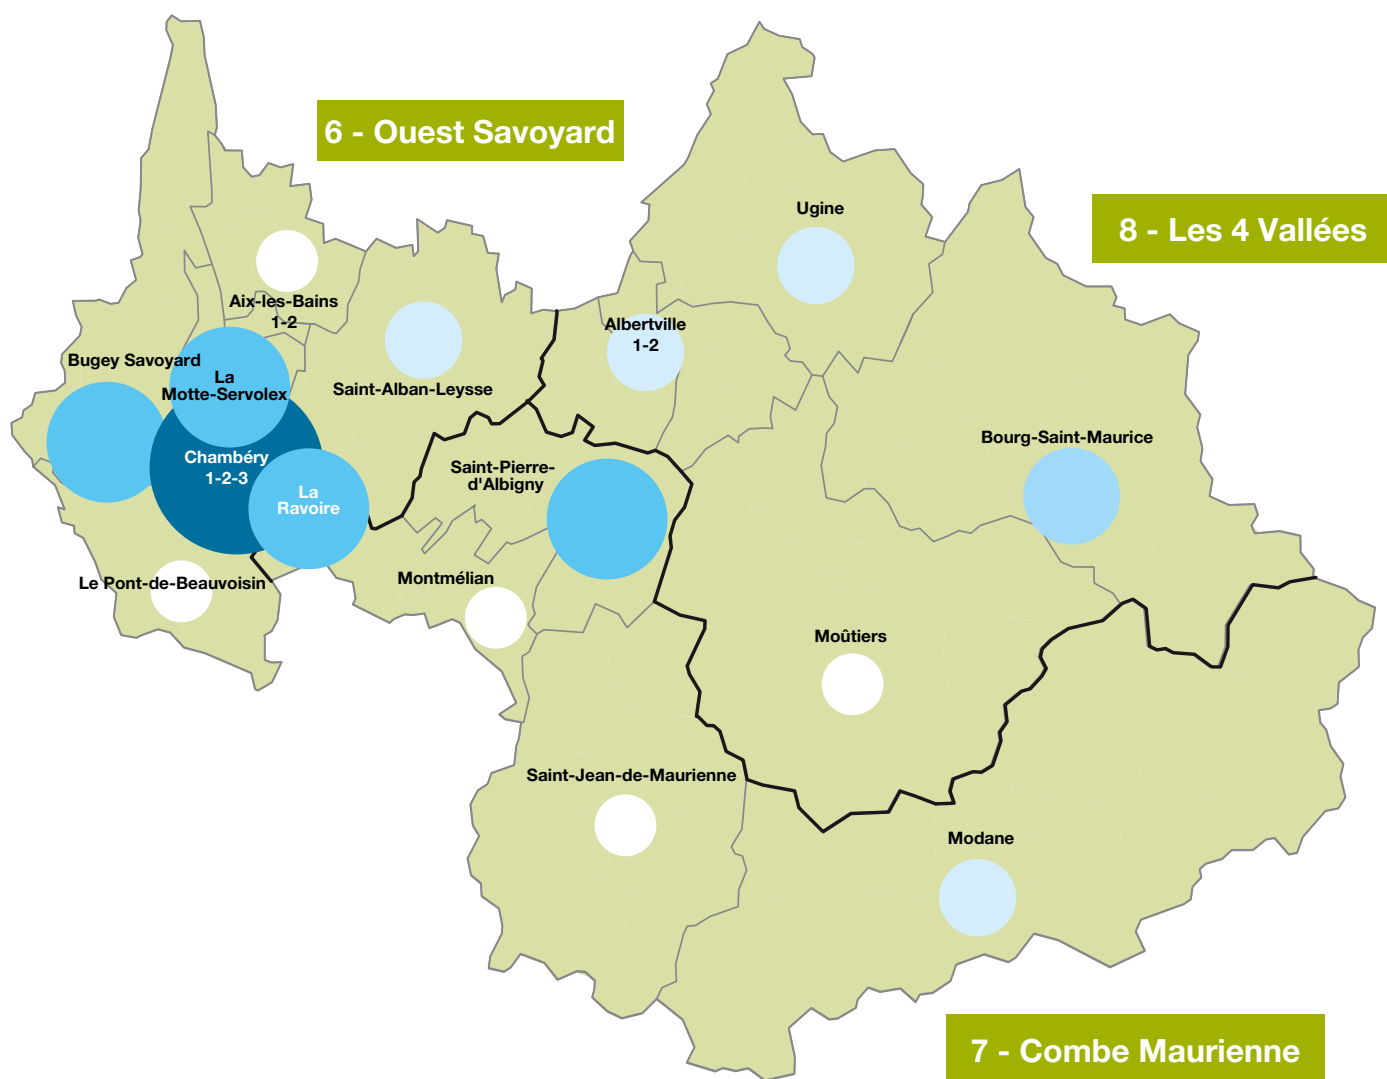 6 - Ouest Savoyard
Ugine
8 - Les 4 Vallées
Aix-les-Bains
1-2
Albertville
1-2
Bugey Savoyard
La
Motte-Servolex
Saint-Alban-Leysse
Bourg-Saint-Maurice
Chambéry
1-2-3
Saint-Pierre-
d'Albigny
La
Ravoire
Le Pont-de-Beauvoisin
Montmélian
Moûtiers
Saint-Jean-de-Maurienne
Modane
7 - Combe Maurienne